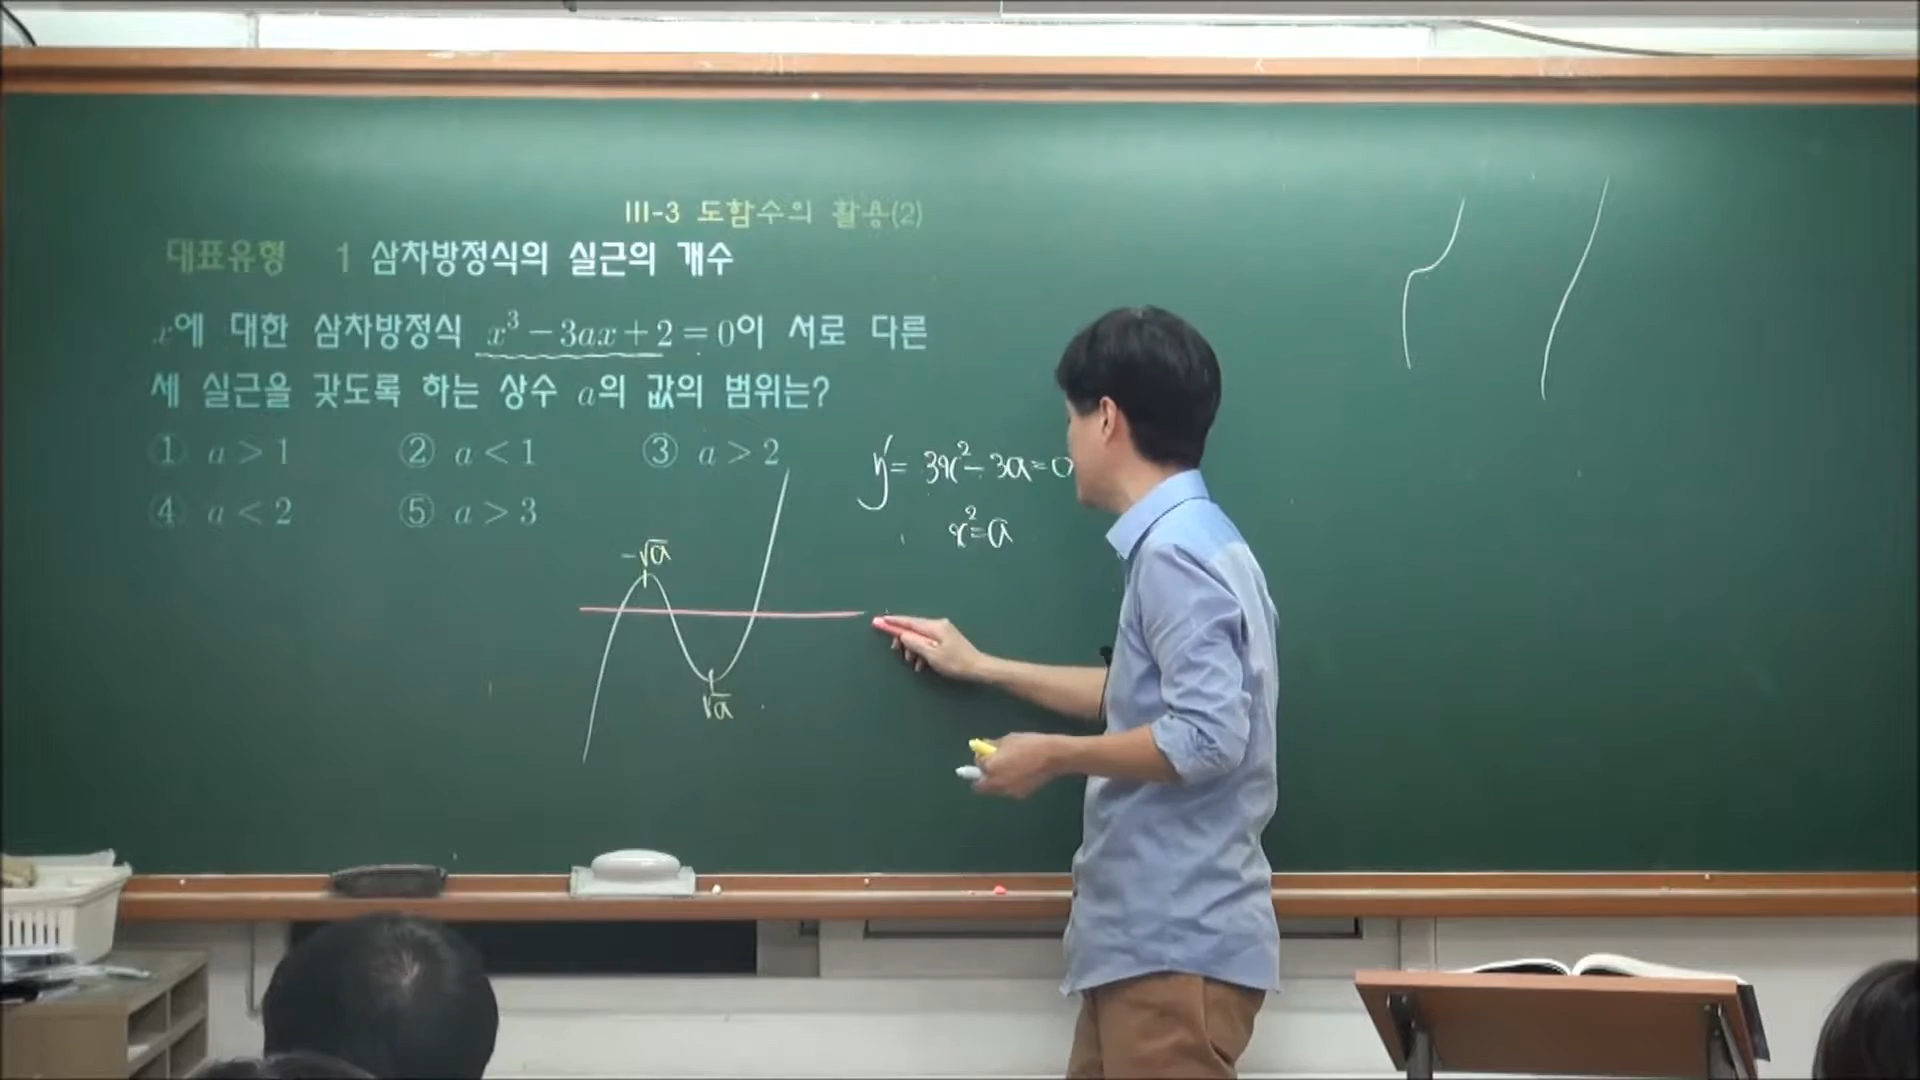 III-3 도함수의 활용(2)
대표유형 1 삼차방정식의 실근의 개수
x에 대한 삼차방정식 x³-3ax+2=0이 서로 다른
세 실근을 갖도록 하는 상수 a의 값의 범위는?
① a>1 ② a<1 ③ a>2
④ a<2 ⑤ a>3
y'=3x²-3a=0
x²=a
-√a
√a